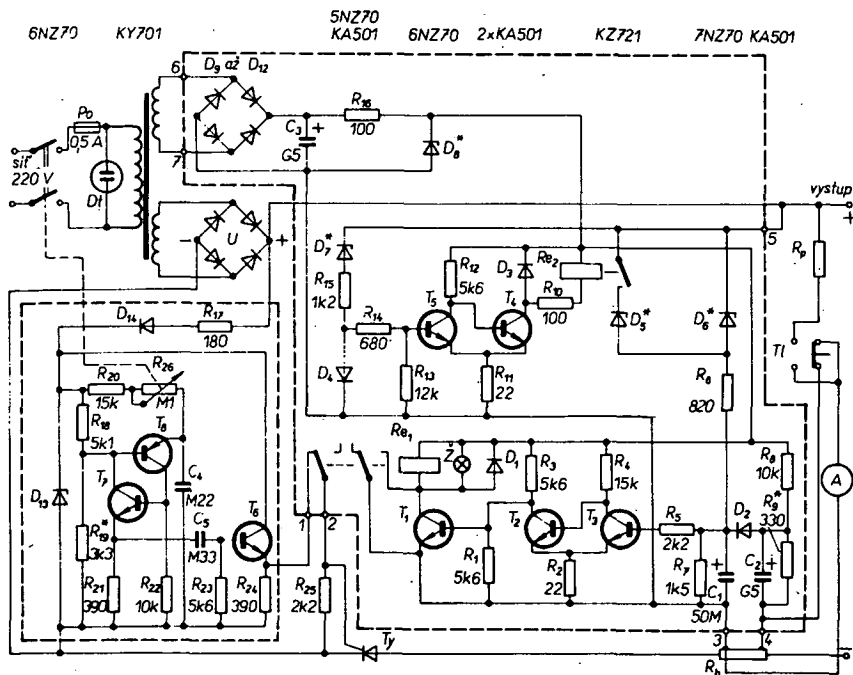 5NZ70
6NZ70 KY701 KA501 6NZ70 2xKA501 KZ721 7NZ70 KA501
6 D9 až D12
R16
100
Po
0,5 A
C3 +
G5
D8*
síť
220 V
Dt
7
výstup
+
5
− U +
D7*
R12
5k6
D3
Re2
Rp
R15
1k2
T5
T4
R10
100
D14
R17
180
R14
680
D5*
D6*
Tl
R20
15k
R26
M1
D4
R13
12k
R11
22
R6
820
R18
5k1
T8
Re1
Ž
D1
R3
5k6
R4
15k
R8
10k
A
T7
C4
M22
D13
C5
M33
T6
1
2
T1
T2
T3
R5
2k2
D2
R9*
330
R19*
3k3
R1
5k6
R2
22
R7
1k5
C1
50M
+
C2 +
G5
R21
390
R22
10k
R23
5k6
R24
390
R25
2k2
3
4
Ty
Rb
−